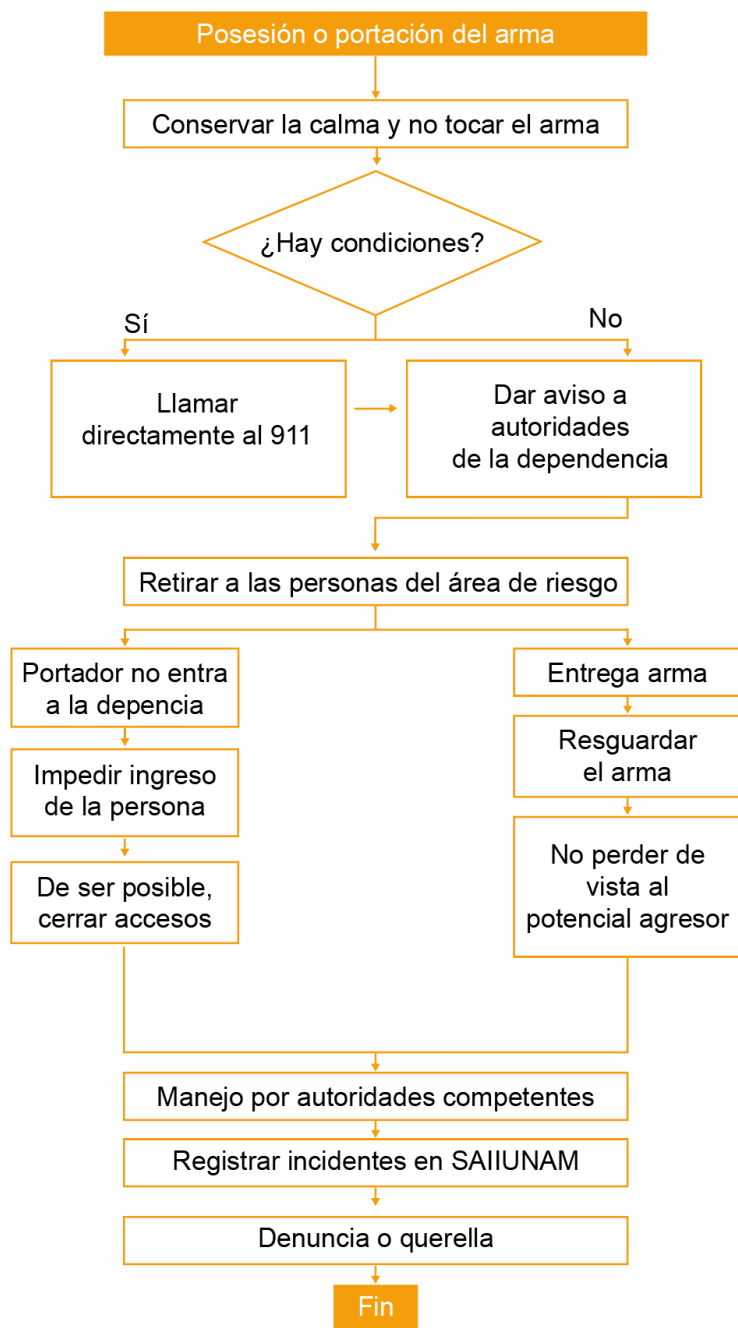 Posesión o portación del arma
Conservar la calma y no tocar el arma
¿Hay condiciones?
Sí
No
Llamar
directamente al 911
Dar aviso a
autoridades
de la dependencia
Retirar a las personas del área de riesgo
Portador no entra
a la depencia
Impedir ingreso
de la persona
De ser posible,
cerrar accesos
Entrega arma
Resguardar
el arma
No perder de
vista al
potencial agresor
Manejo por autoridades competentes
Registrar incidentes en SAIIUNAM
Denuncia o querella
Fin